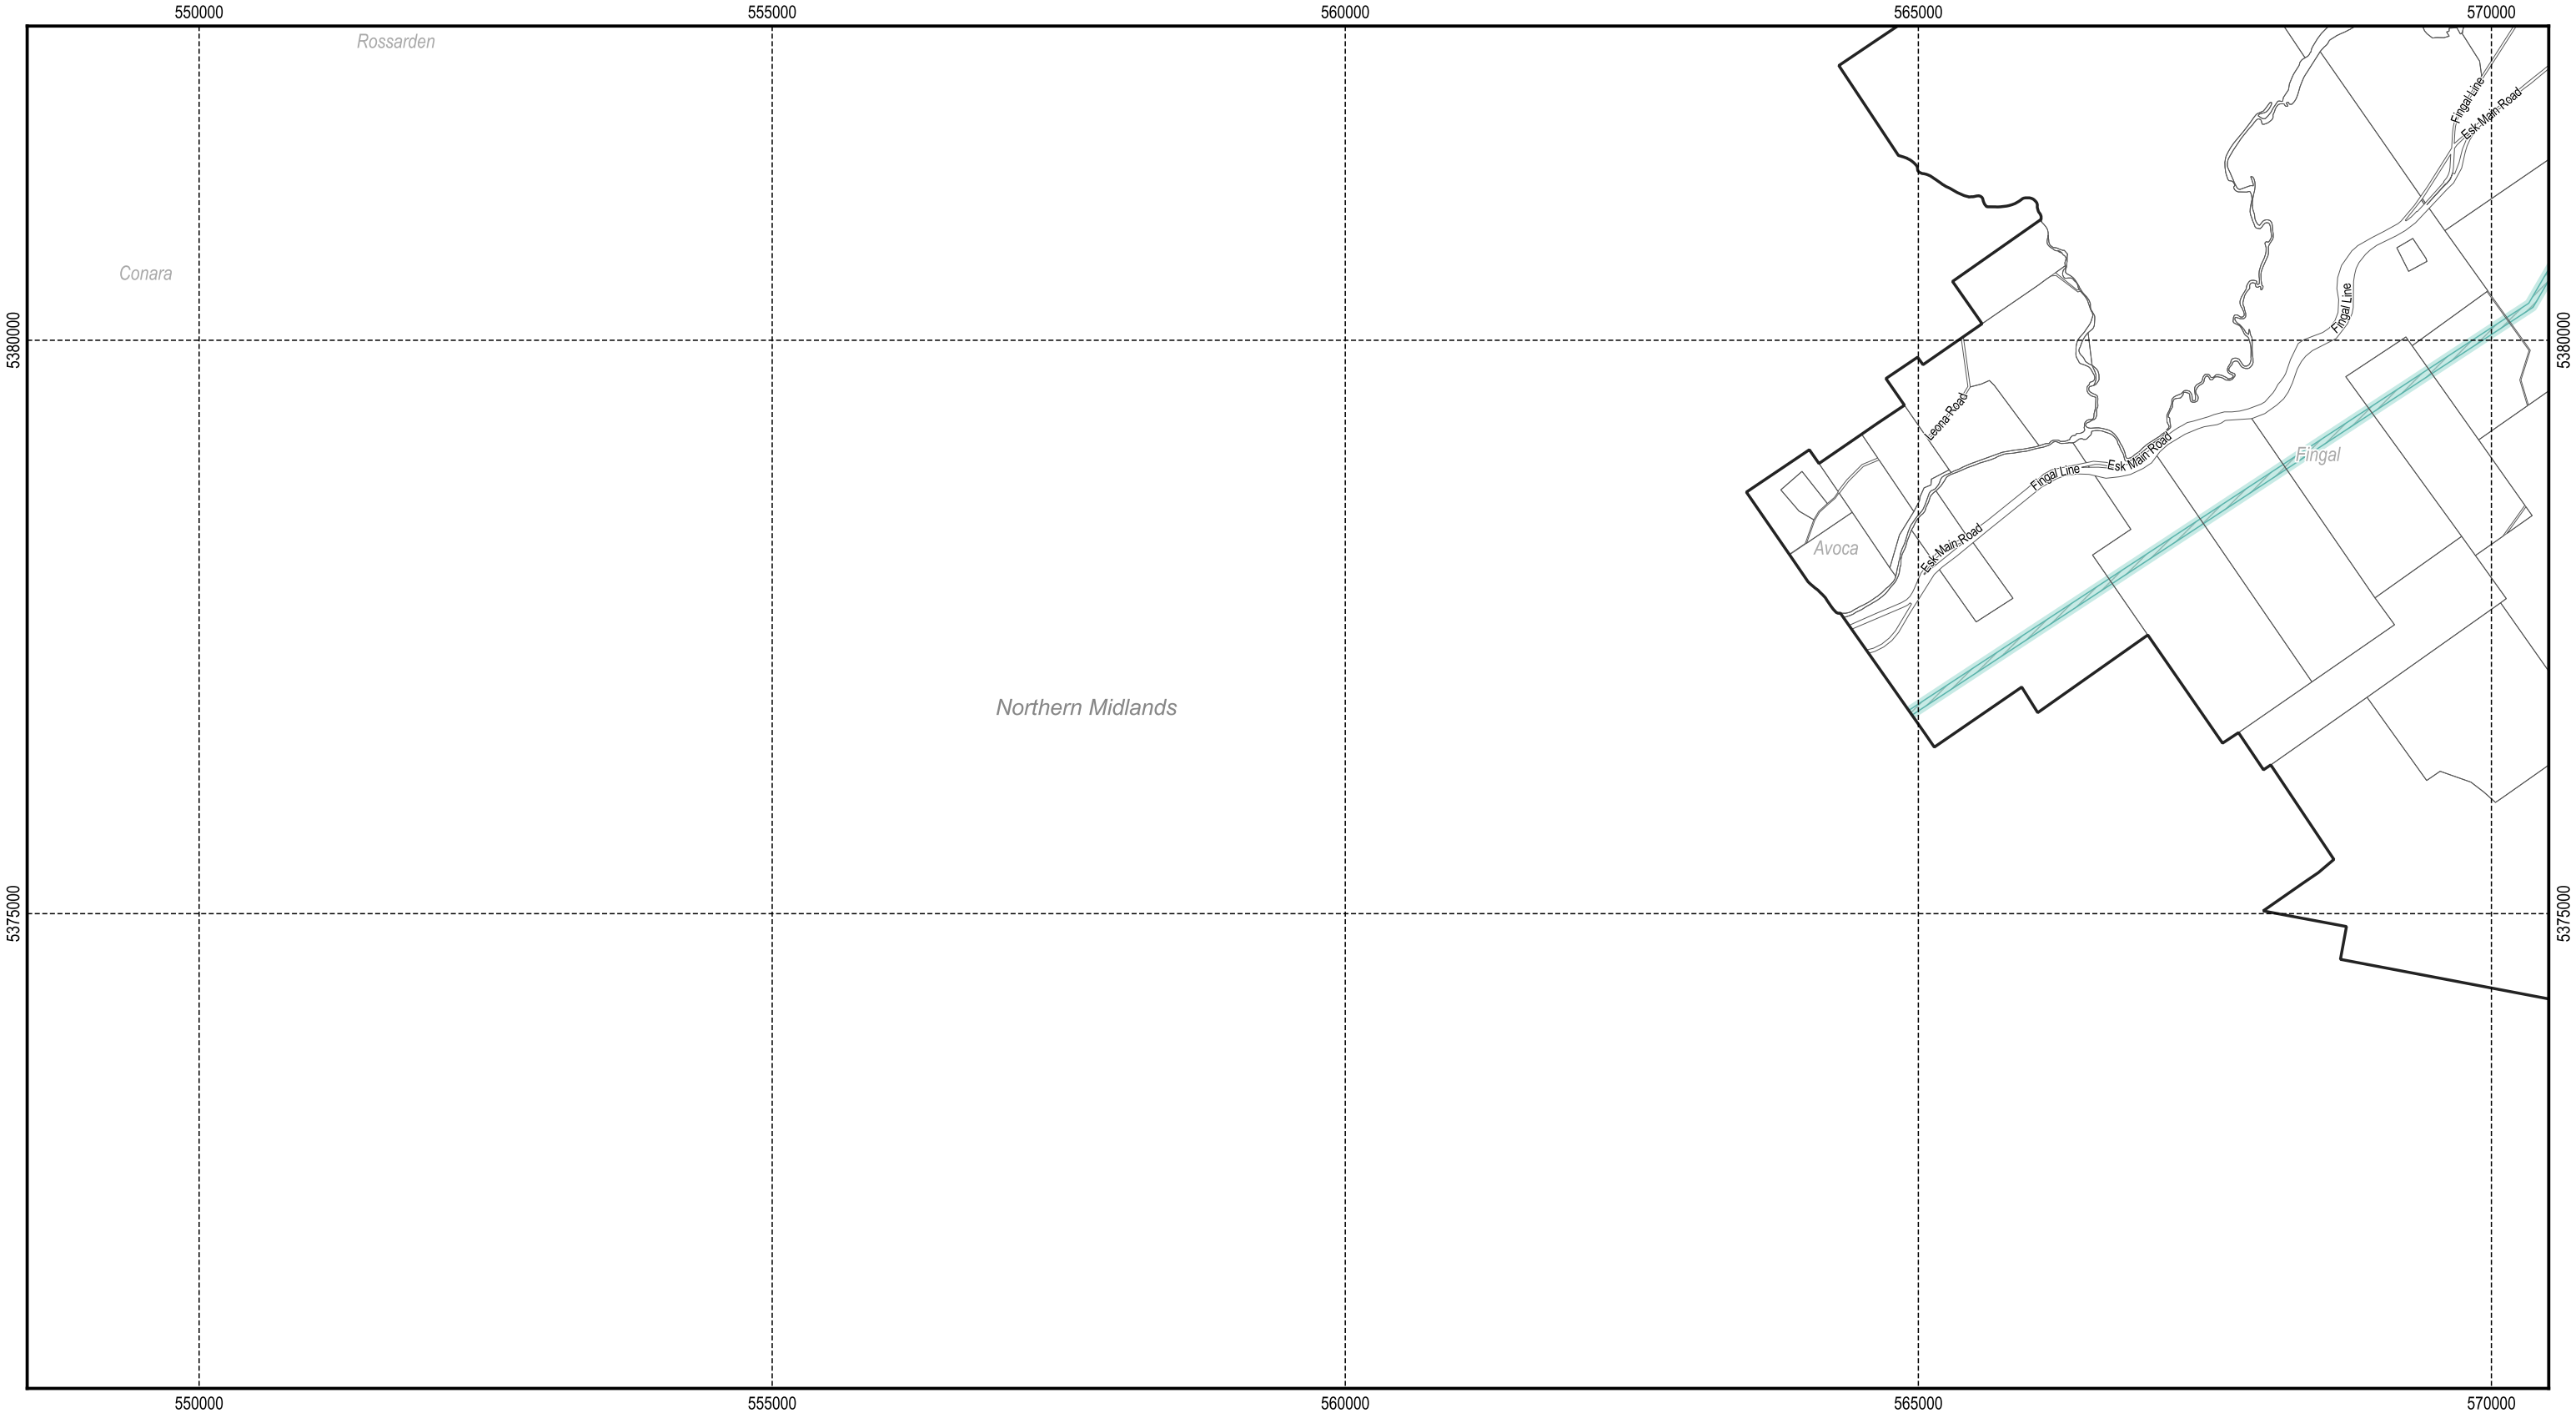 550000
555000
560000
565000
570000
Rossarden
Fingal Line
Esk Main Road
Conara
Fingal Line
5380000
5380000
Leona Road
Esk Main Road
Fingal Line
Fingal
Esk Main Road
Avoca
Northern Midlands
5375000
5375000
550000
555000
560000
565000
570000